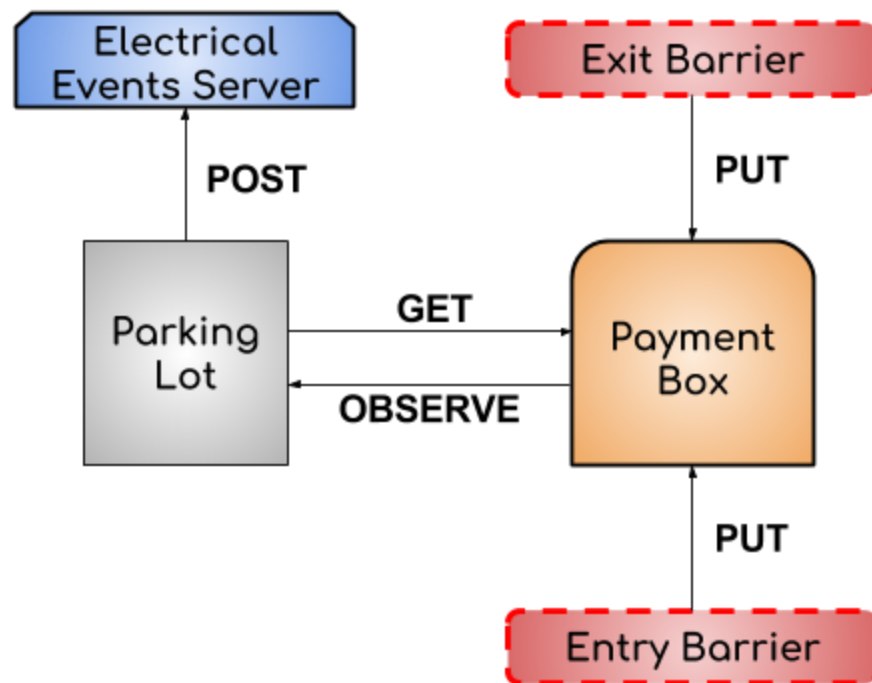 Electrical
Events Server
Exit Barrier
POST
PUT
Parking
Lot
GET
OBSERVE
Payment
Box
PUT
Entry Barrier